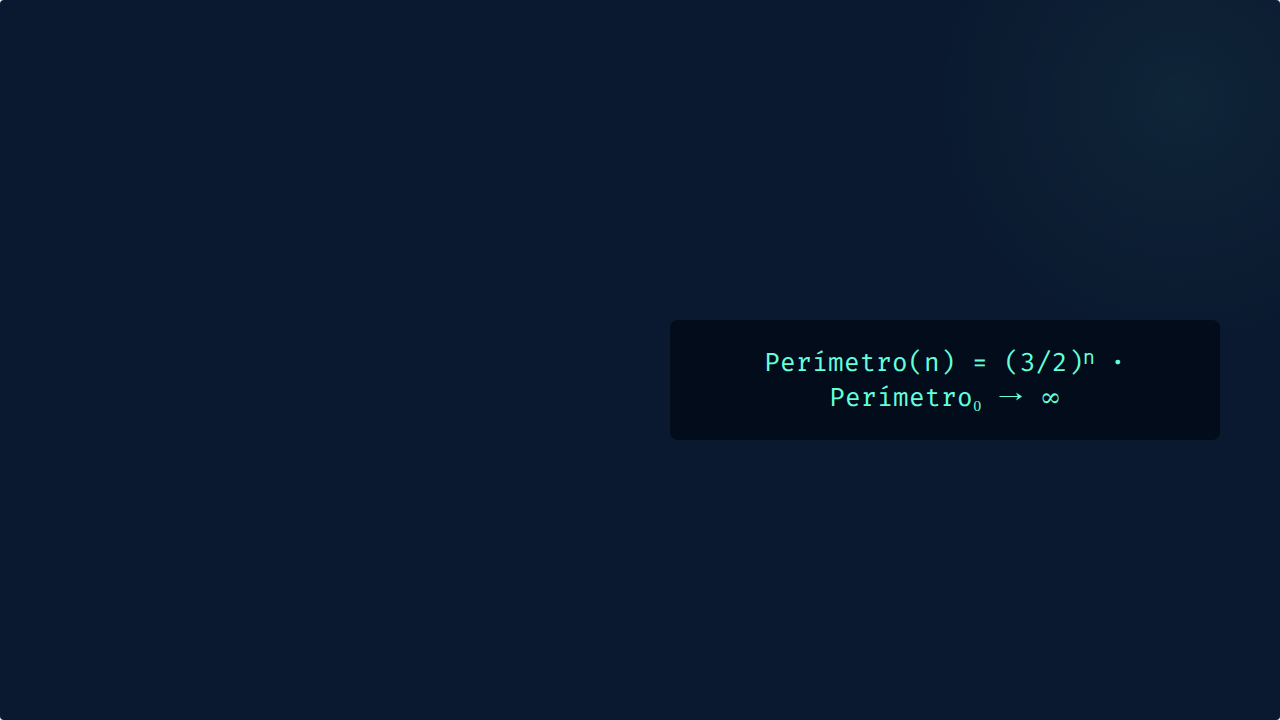 Perímetro(n) = (3/2)ⁿ ·
Perímetro₀ → ∞